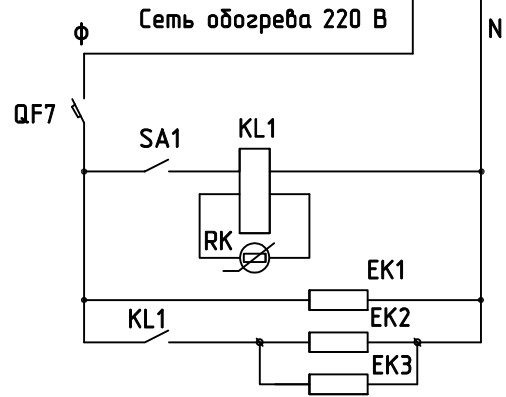 Сеть обогрева 220 В
Ф
N
QF7
SA1
KL1
RK
EK1
KL1
EK2
EK3